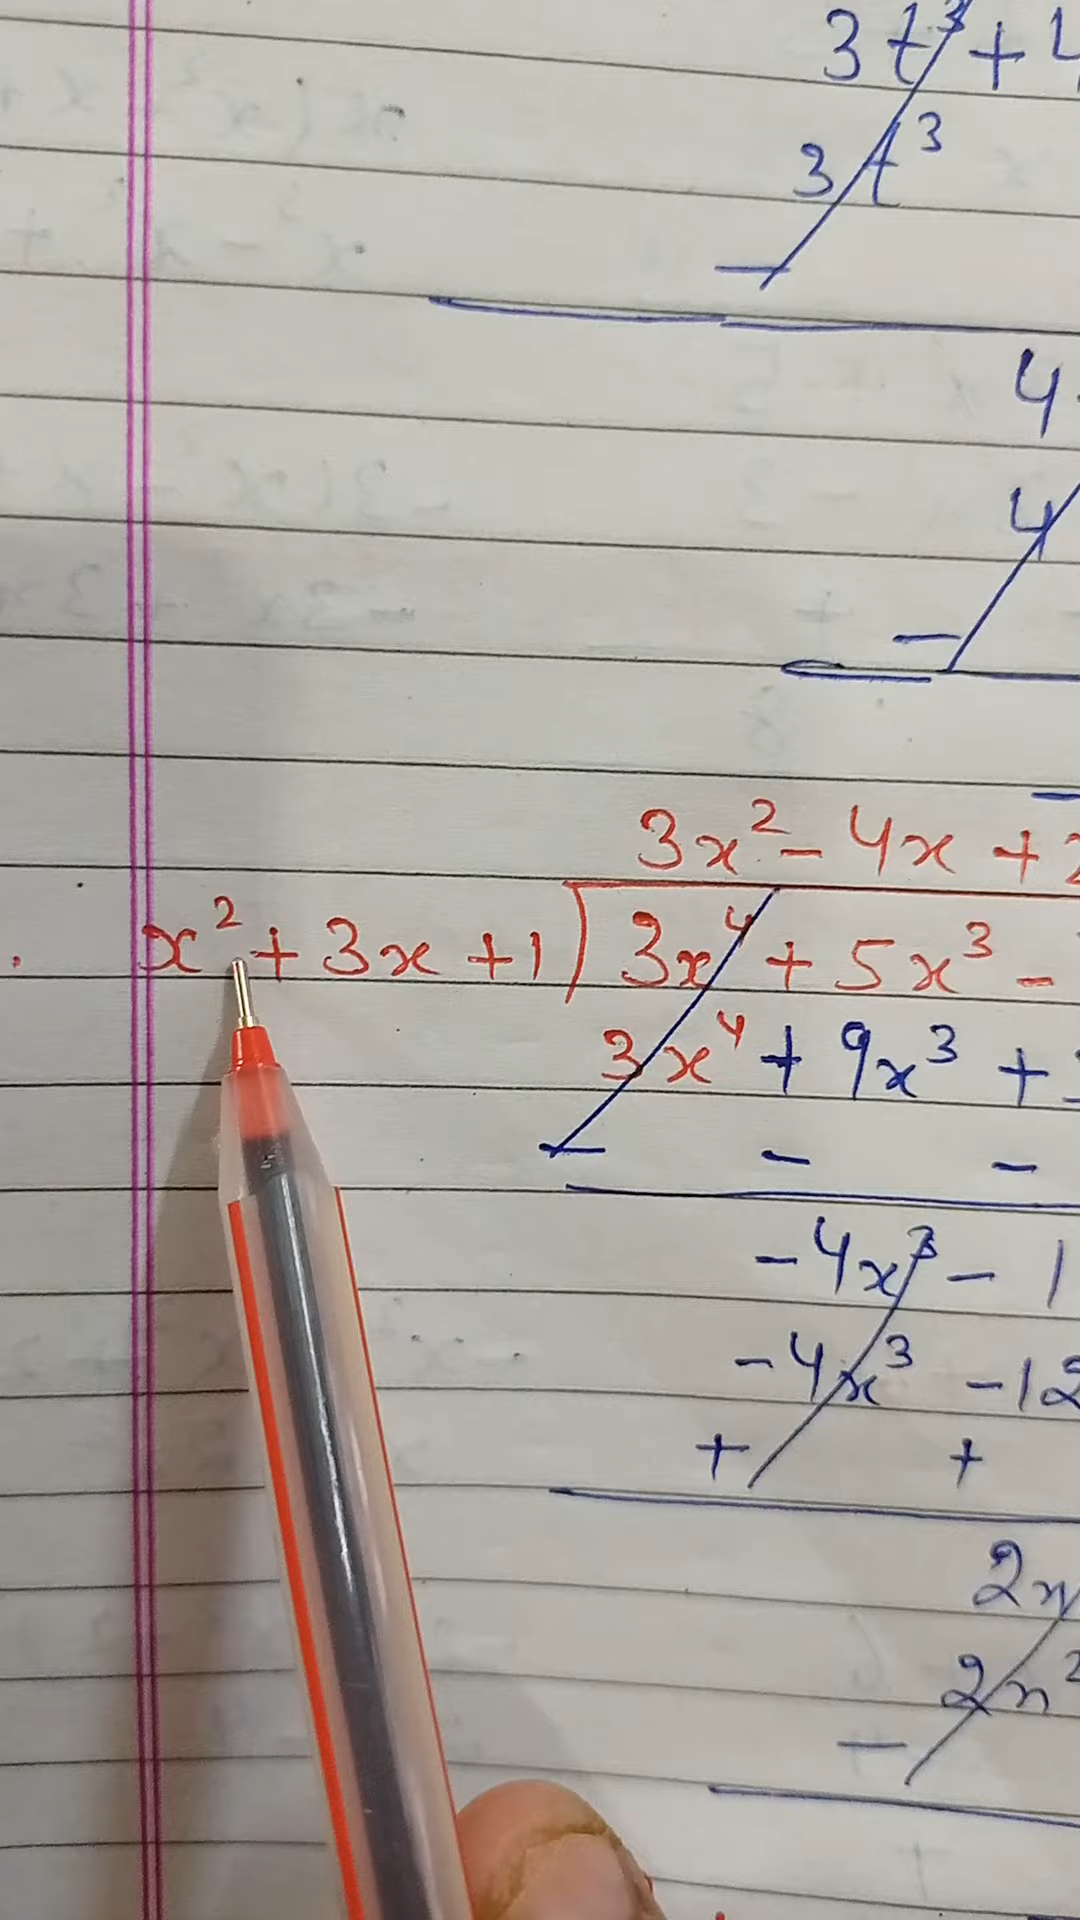 3t³ + 4
3t³
−
4
4
−
3x² - 4x + 2
x² + 3x + 1 ) 3x⁴ + 5x³ -
3x⁴ + 9x³ +
− − −
-4x³ - 1
-4x³ - 12
+ +
2x
2x²
−